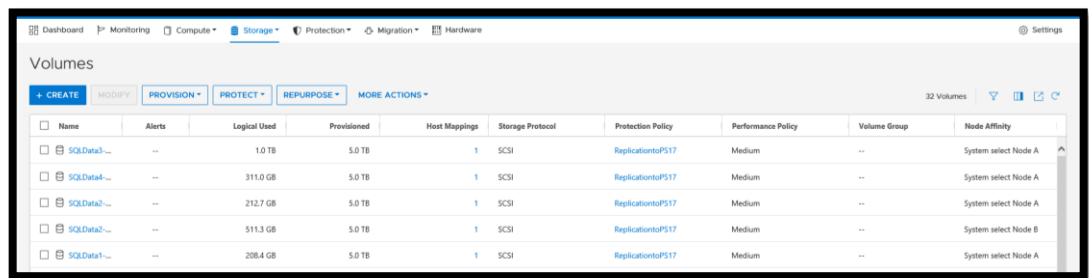 Dashboard Monitoring Compute Storage Protection Migration Hardware Settings
Volumes
+ CREATE MODIFY PROVISION PROTECT REPURPOSE MORE ACTIONS 32 Volumes
Name Alerts Logical Used Provisioned Host Mappings Storage Protocol Protection Policy Performance Policy Volume Group Node Affinity
SQLData3-... -- 1.0 TB 5.0 TB 1 SCSI ReplicationtoPS17 Medium -- System select Node A
SQLData4-... -- 311.0 GB 5.0 TB 1 SCSI ReplicationtoPS17 Medium -- System select Node A
SQLData2-... -- 212.7 GB 5.0 TB 1 SCSI ReplicationtoPS17 Medium -- System select Node A
SQLData2-... -- 511.3 GB 5.0 TB 1 SCSI ReplicationtoPS17 Medium -- System select Node B
SQLData1-... -- 208.4 GB 5.0 TB 1 SCSI ReplicationtoPS17 Medium -- System select Node A